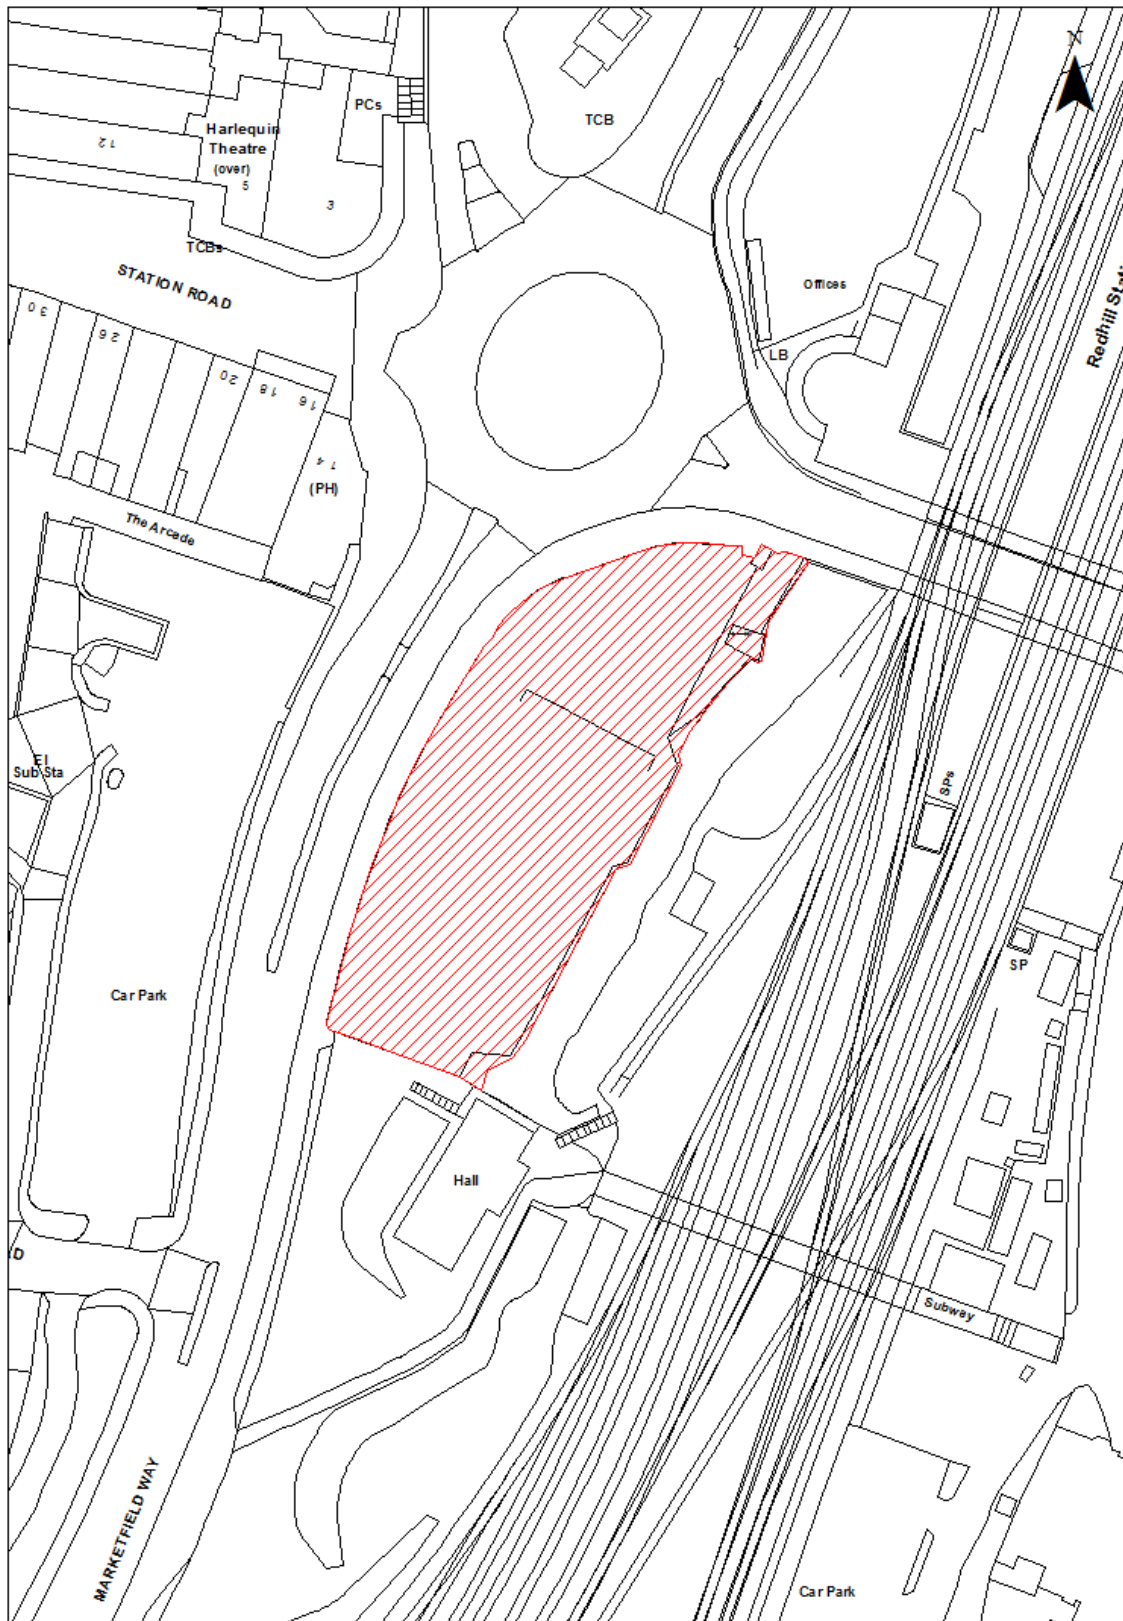 N
PCs
TCB
Harlequin
Theatre
(over)
12
5
3
TCBs
STATION ROAD
Offices
Redhill Stati
LB
30
26
20
18
16
14
(PH)
The Arcade
El
Sub Sta
SPs
SP
Car Park
Hall
D
Subway
MARKETFIELD WAY
Car Park